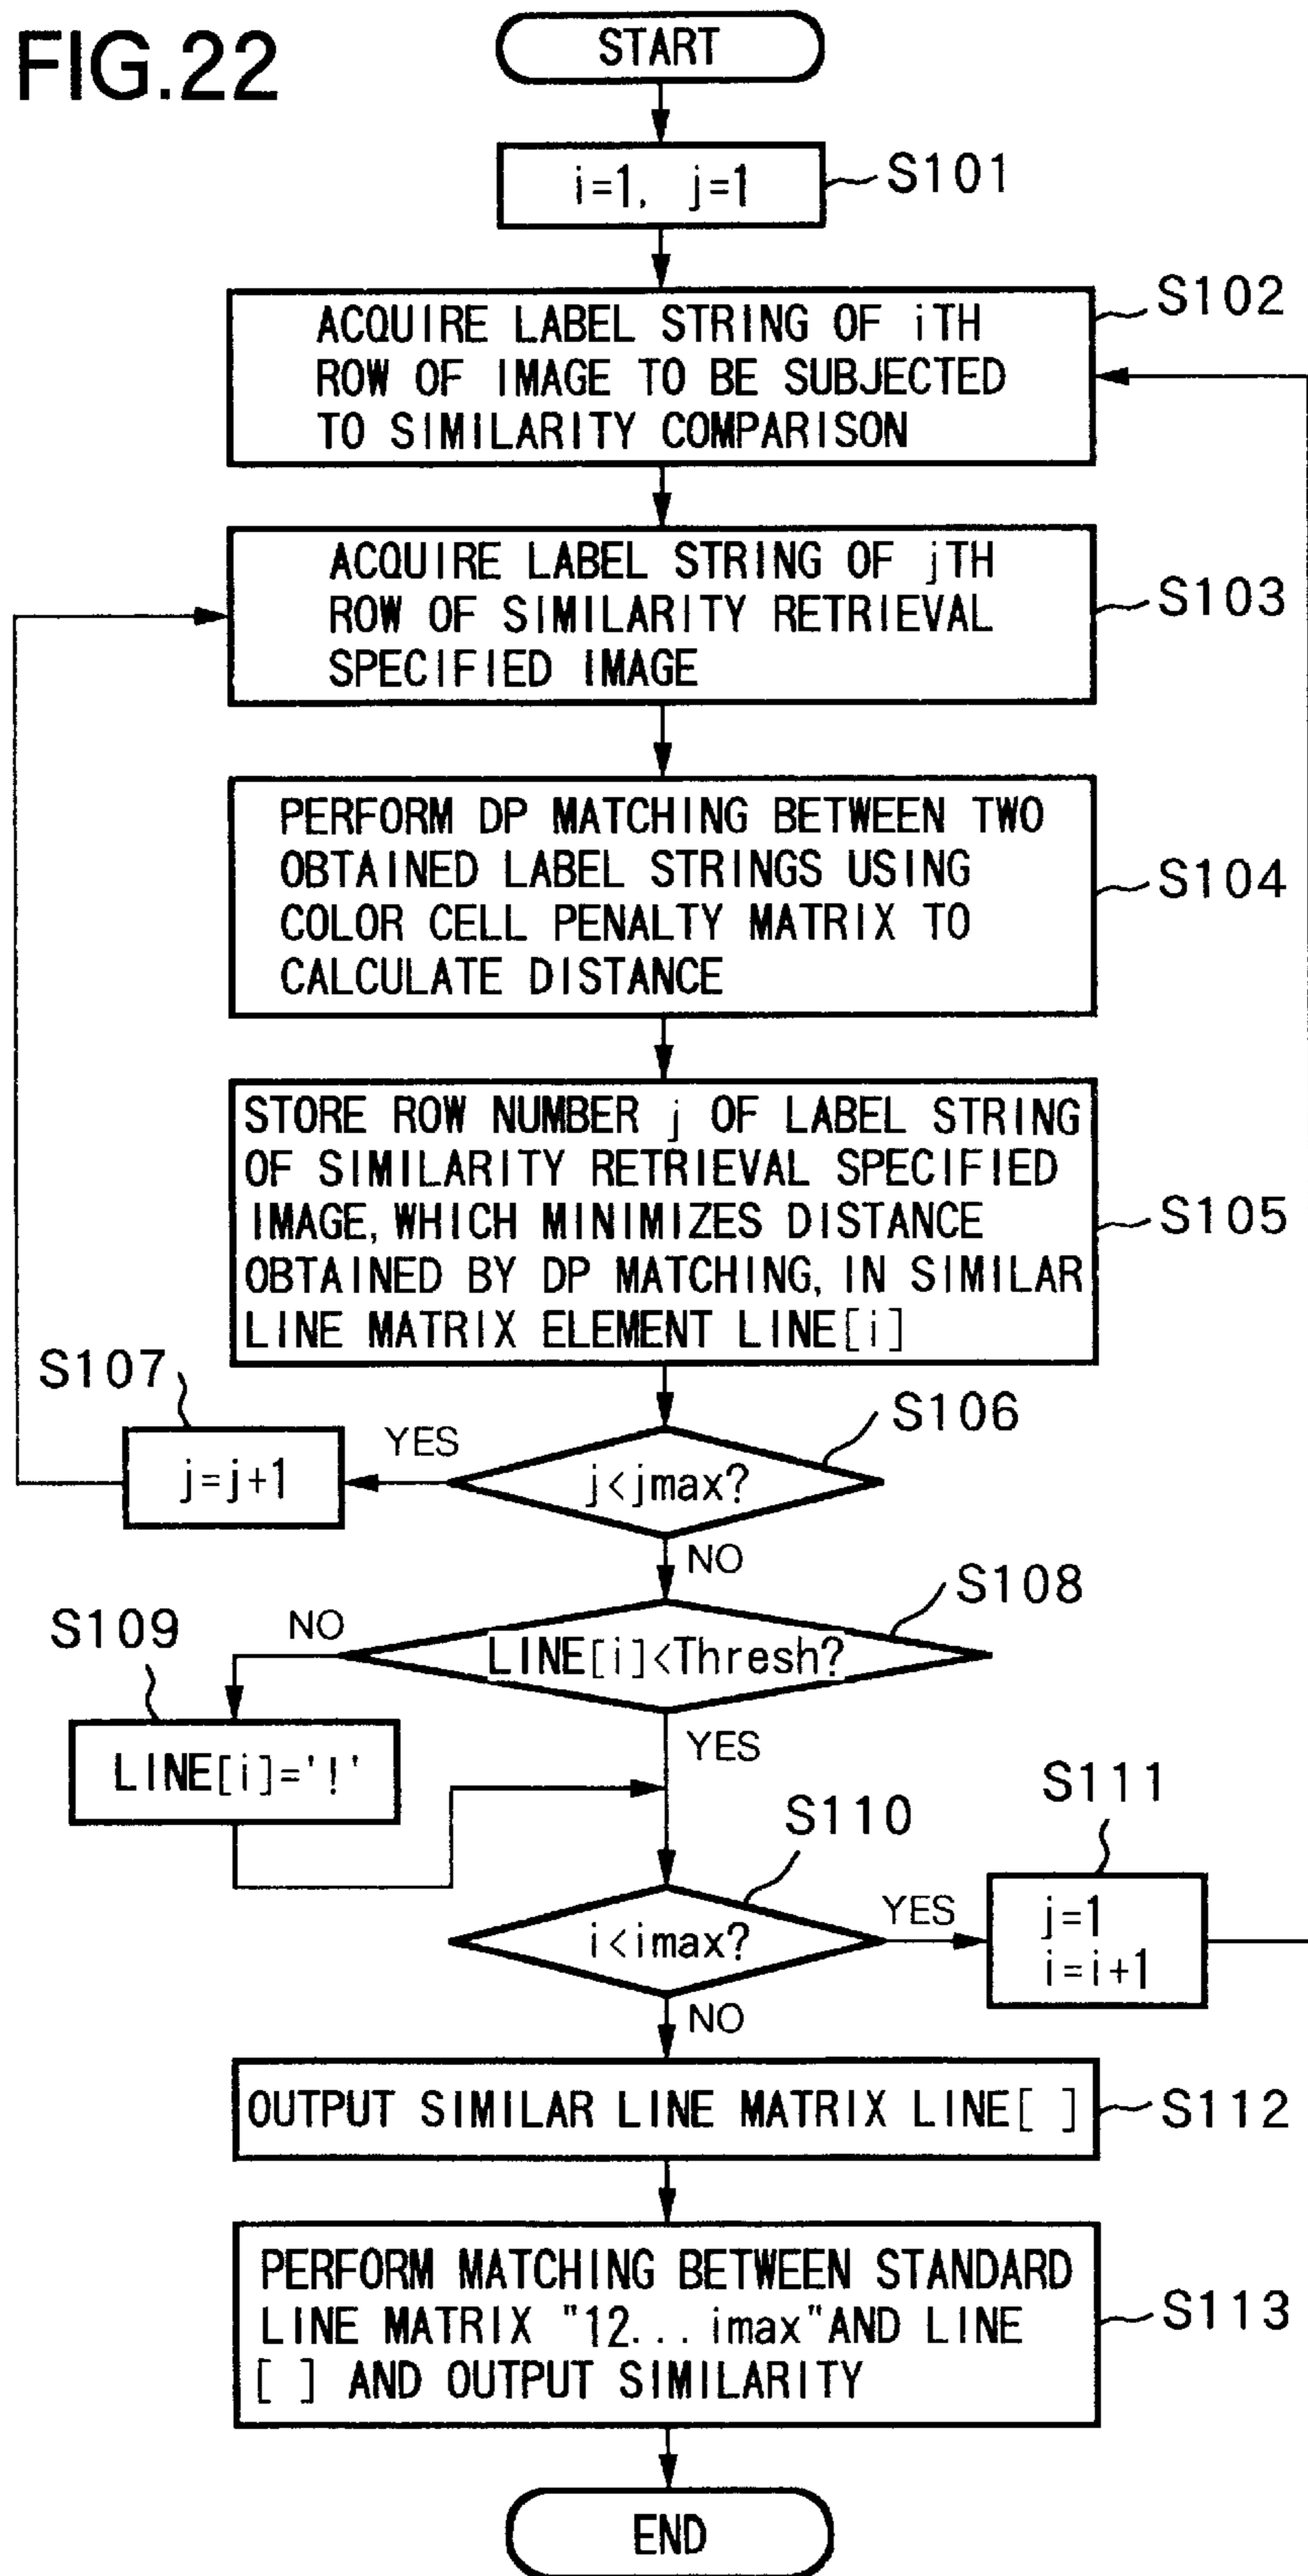 FIG.22
START
i=1, j=1
S101
ACQUIRE LABEL STRING OF iTH
ROW OF IMAGE TO BE SUBJECTED
TO SIMILARITY COMPARISON
S102
ACQUIRE LABEL STRING OF jTH
ROW OF SIMILARITY RETRIEVAL
SPECIFIED IMAGE
S103
PERFORM DP MATCHING BETWEEN TWO
OBTAINED LABEL STRINGS USING
COLOR CELL PENALTY MATRIX TO
CALCULATE DISTANCE
S104
STORE ROW NUMBER j OF LABEL STRING
OF SIMILARITY RETRIEVAL SPECIFIED
IMAGE, WHICH MINIMIZES DISTANCE
OBTAINED BY DP MATCHING, IN SIMILAR
LINE MATRIX ELEMENT LINE[i]
S105
S107
j=j+1
YES
j<jmax?
S106
NO
S109
NO
LINE[i]<Thresh?
S108
LINE[i]='!'
YES
S110
S111
i<imax?
YES
j=1
i=i+1
NO
OUTPUT SIMILAR LINE MATRIX LINE[ ]
S112
PERFORM MATCHING BETWEEN STANDARD
LINE MATRIX "12... imax"AND LINE
[ ] AND OUTPUT SIMILARITY
S113
END